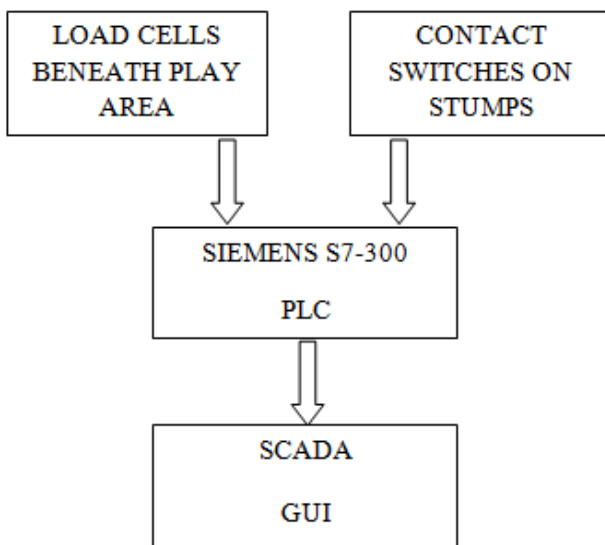 LOAD CELLS
BENEATH PLAY
AREA
CONTACT
SWITCHES ON
STUMPS
SIEMENS S7-300
PLC
SCADA
GUI